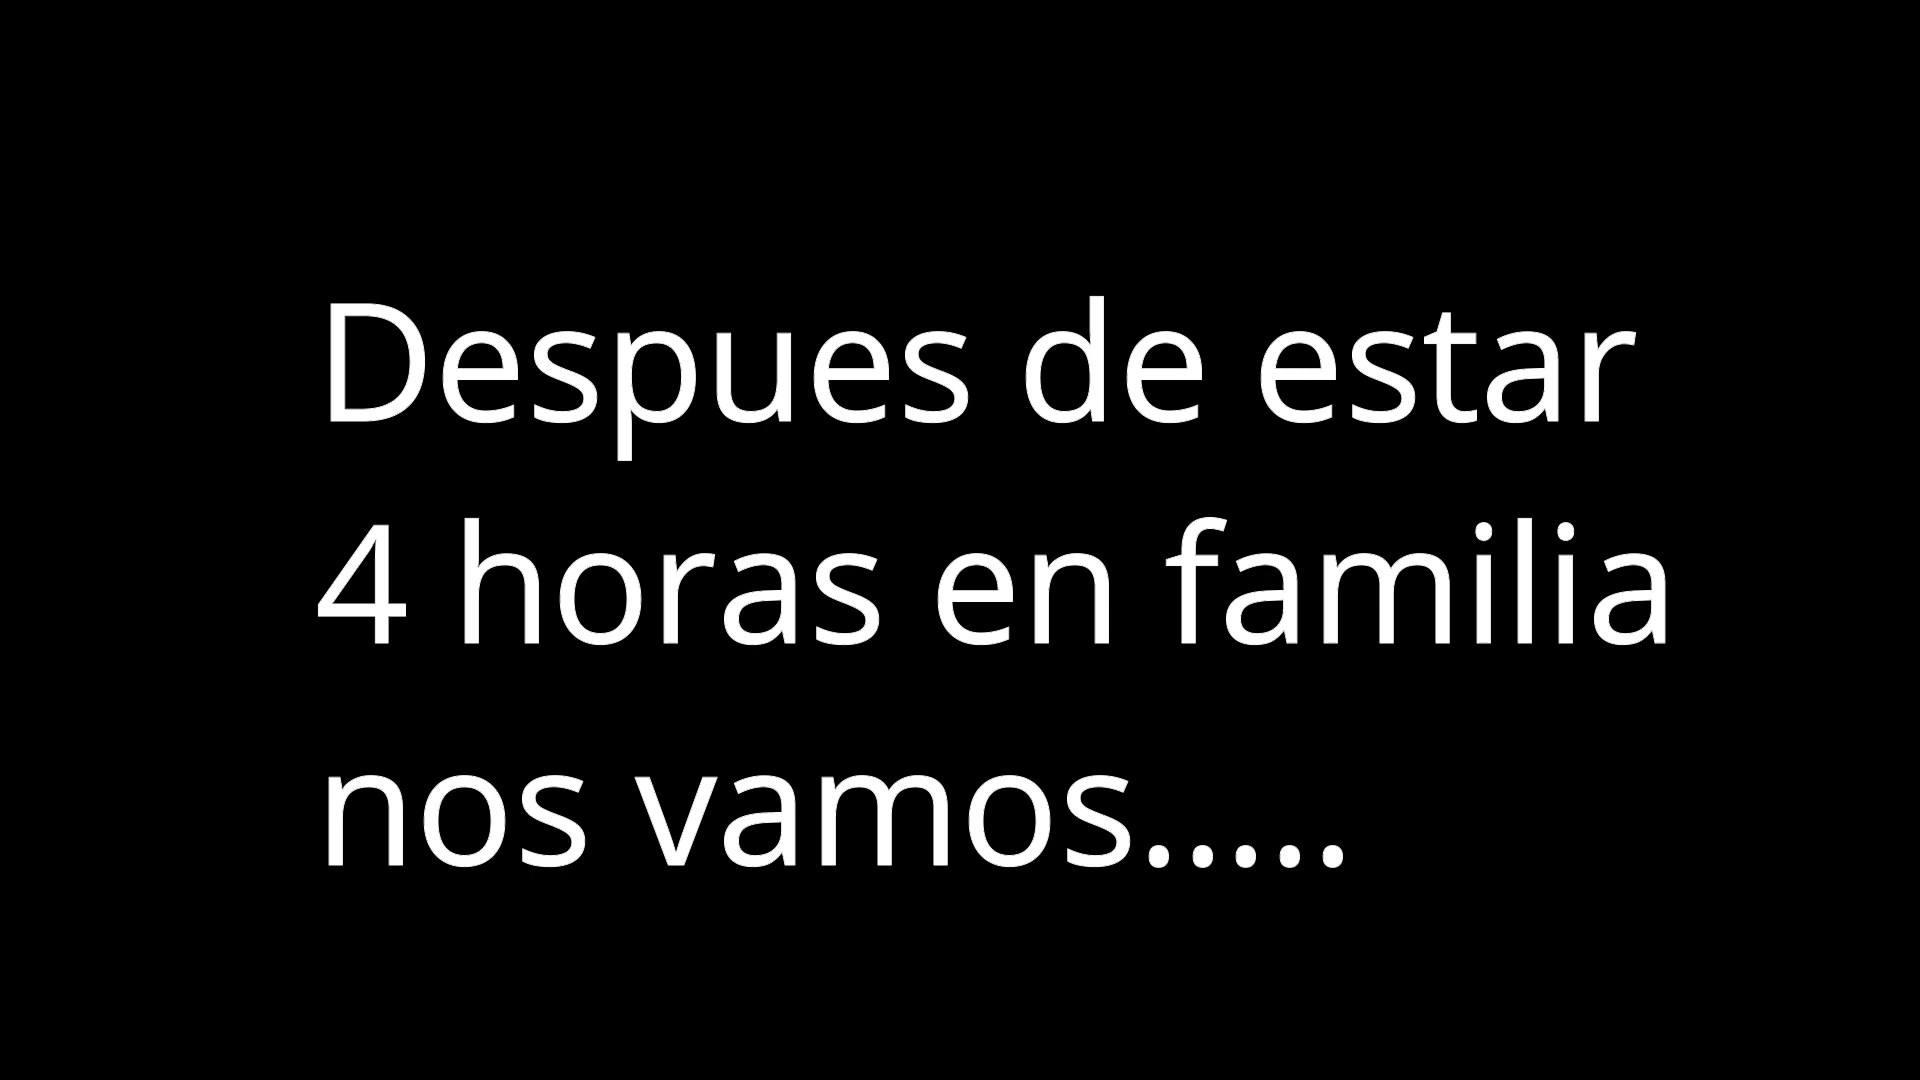 Despues de estar
4 horas en familia
nos vamos.....